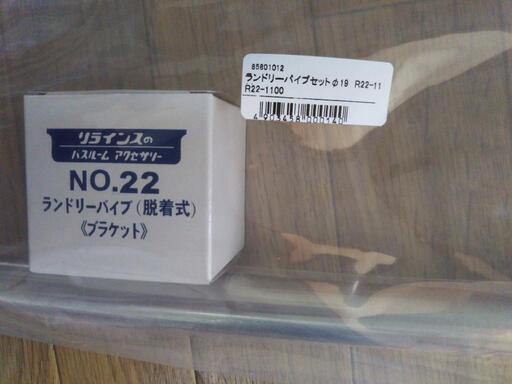 リラインスの
バスルーム アクセサリー
NO.22
ランドリーパイプ(脱着式)
《ブラケット》
85801012
ランドリーパイプセットφ19 R22-11
R22-1100
4903458000140